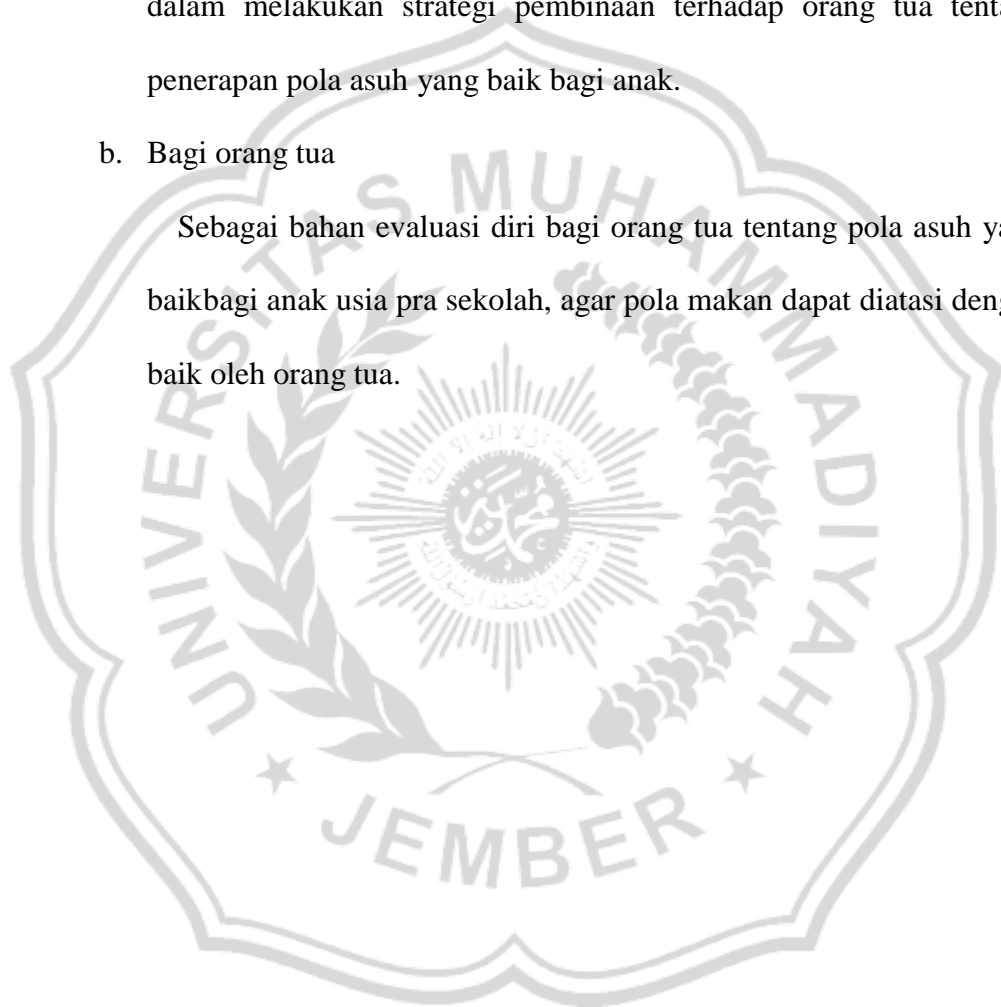 dalam melakukan strategi pembinaan terhadap orang tua tenta
penerapan pola asuh yang baik bagi anak.
b. Bagi orang tua
Sebagai bahan evaluasi diri bagi orang tua tentang pola asuh ya
baikbagi anak usia pra sekolah, agar pola makan dapat diatasi deng
baik oleh orang tua.
UNIVERSITAS MUHAMMADIYAH
JEMBER